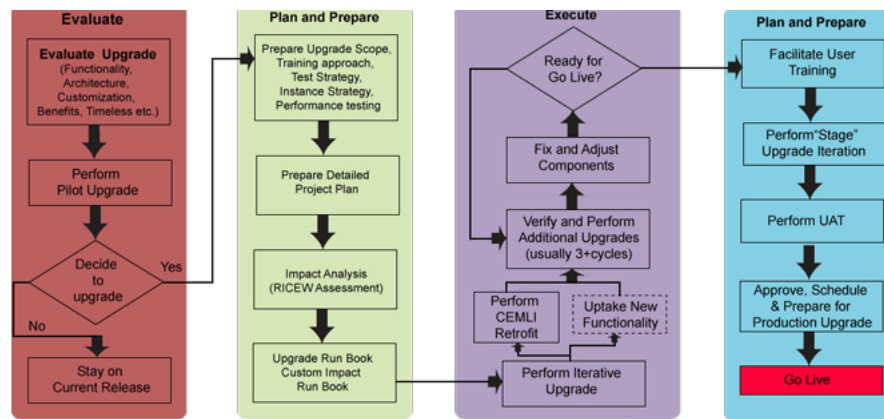 Evaluate
Evaluate Upgrade
(Functionality,
Architecture,
Customization,
Benefits, Timeless etc.)
Perform
Pilot Upgrade
Decide
to
upgrade
Yes
No
Stay on
Current Release
Plan and Prepare
Prepare Upgrade Scope,
Training approach,
Test Strategy,
Instance Strategy,
Performance testing
Prepare Detailed
Project Plan
Impact Analysis
(RICEW Assessment)
Upgrade Run Book
Custom Impact
Run Book
Execute
Ready for
Go Live?
Fix and Adjust
Components
Verify and Perform
Additional Upgrades
(usually 3+cycles)
Perform
CEMLI
Retrofit
Uptake New
Functionality
Perform Iterative
Upgrade
Plan and Prepare
Facilitate User
Training
Perform"Stage"
Upgrade Iteration
Perform UAT
Approve, Schedule
& Prepare for
Production Upgrade
Go Live